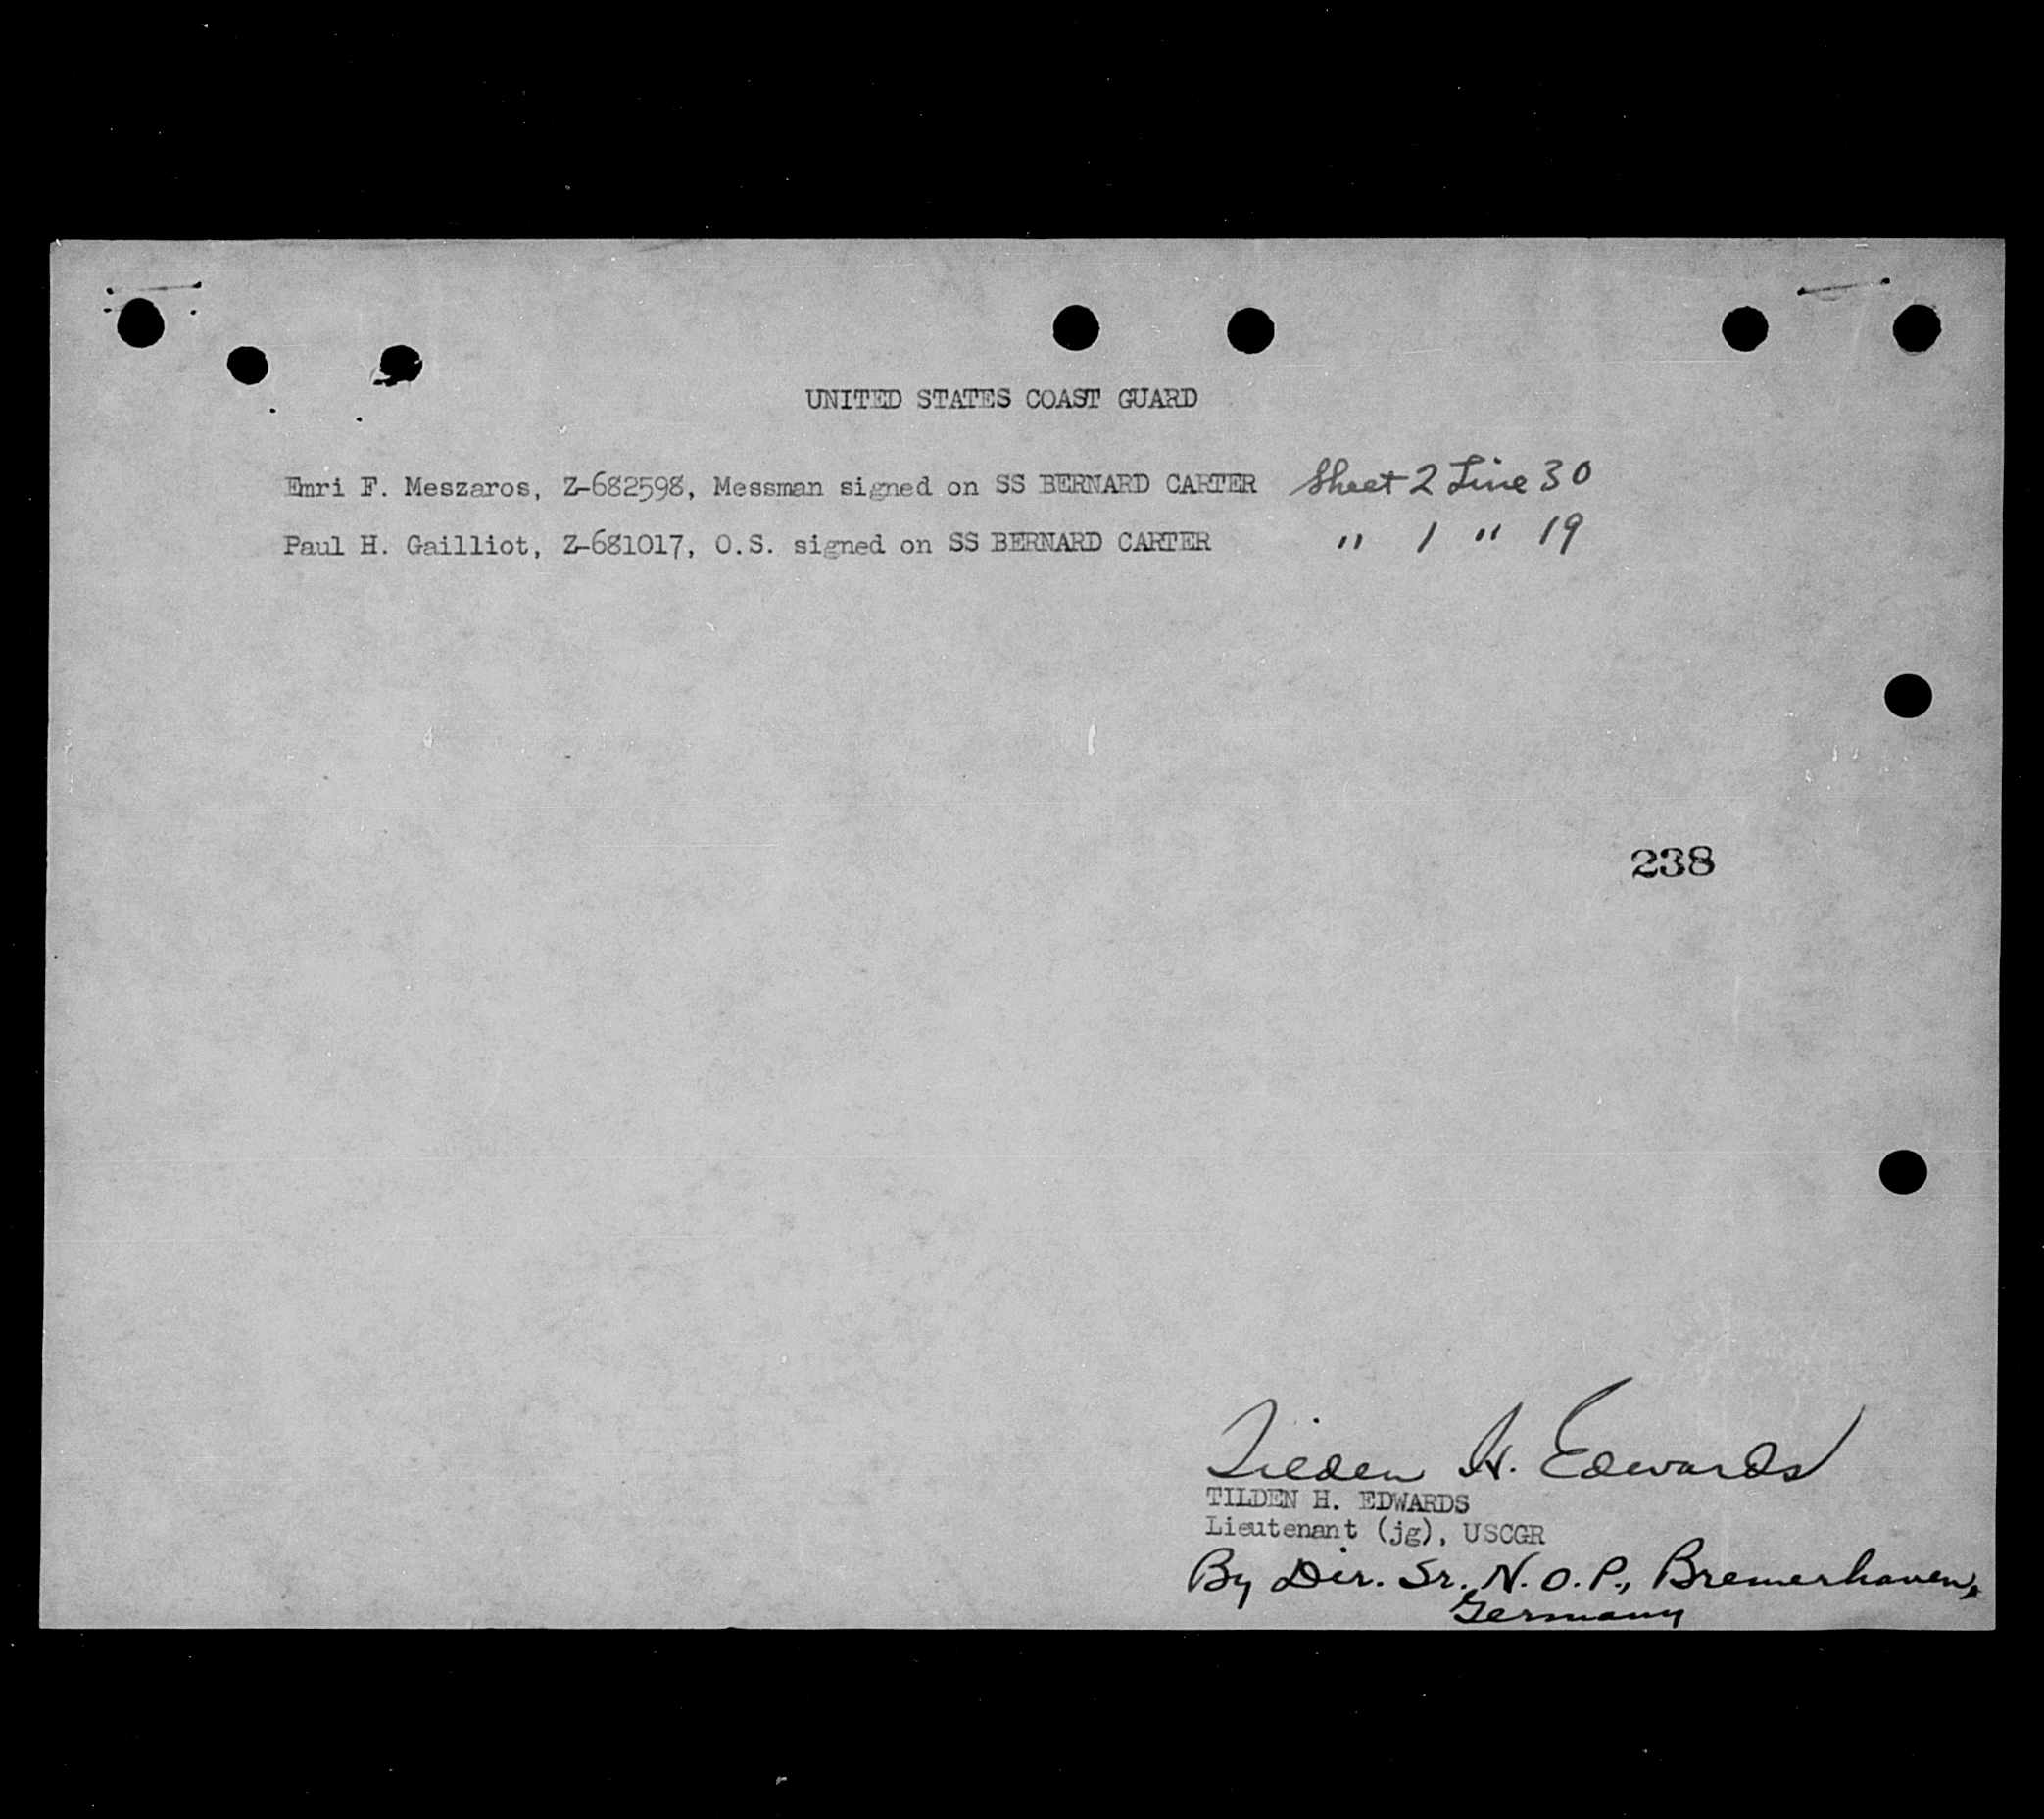 UNITED STATES COAST GUARD
Emri F. Meszaros, Z-682598, Messman signed on SS BERNARD CARTER Sheet 2 Line 30
Paul H. Gailliot, Z-681017, O.S. signed on SS BERNARD CARTER " 1 " 19
238
Tilden H. Edwards
TILDEN H. EDWARDS
Lieutenant (jg), USCGR
By Dir. Sr. N.O.P., Bremerhaven,
Germany